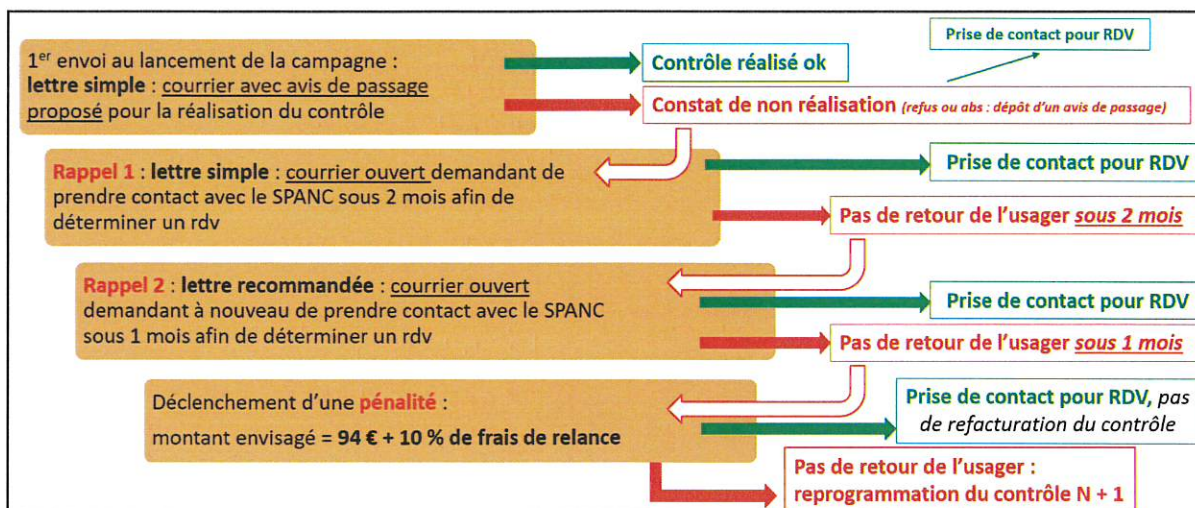 Prise de contact pour RDV
1er envoi au lancement de la campagne :
lettre simple : courrier avec avis de passage
proposé pour la réalisation du contrôle
Contrôle réalisé ok
Constat de non réalisation (refus ou abs : dépôt d'un avis de passage)
Rappel 1 : lettre simple : courrier ouvert demandant de
prendre contact avec le SPANC sous 2 mois afin de
déterminer un rdv
Prise de contact pour RDV
Pas de retour de l'usager sous 2 mois
Rappel 2 : lettre recommandée : courrier ouvert
demandant à nouveau de prendre contact avec le SPANC
sous 1 mois afin de déterminer un rdv
Prise de contact pour RDV
Pas de retour de l'usager sous 1 mois
Déclenchement d'une pénalité :
montant envisagé = 94 € + 10 % de frais de relance
Prise de contact pour RDV, pas
de refacturation du contrôle
Pas de retour de l'usager :
reprogrammation du contrôle N + 1